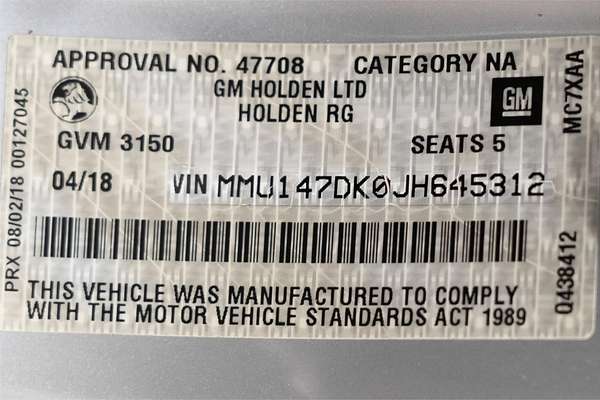 APPROVAL NO. 47708 CATEGORY NA
GM HOLDEN LTD
HOLDEN RG
GM
GVM 3150 SEATS 5
04/18 VIN MMU147DK0JH645312
THIS VEHICLE WAS MANUFACTURED TO COMPLY
WITH THE MOTOR VEHICLE STANDARDS ACT 1989
PRX 08/02/18 00127045
MC7XAA
Q438412